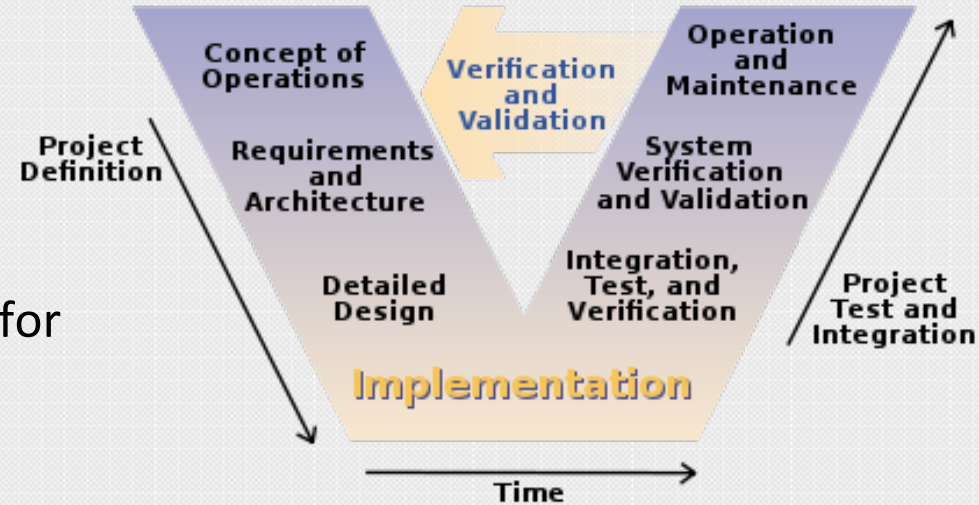 Concept of
Operations
Verification
and
Validation
Operation
and
Maintenance
Project
Definition
Requirements
and
Architecture
System
Verification
and Validation
Detailed
Design
Integration,
Test, and
Verification
Project
Test and
Integration
for
Implementation
Time